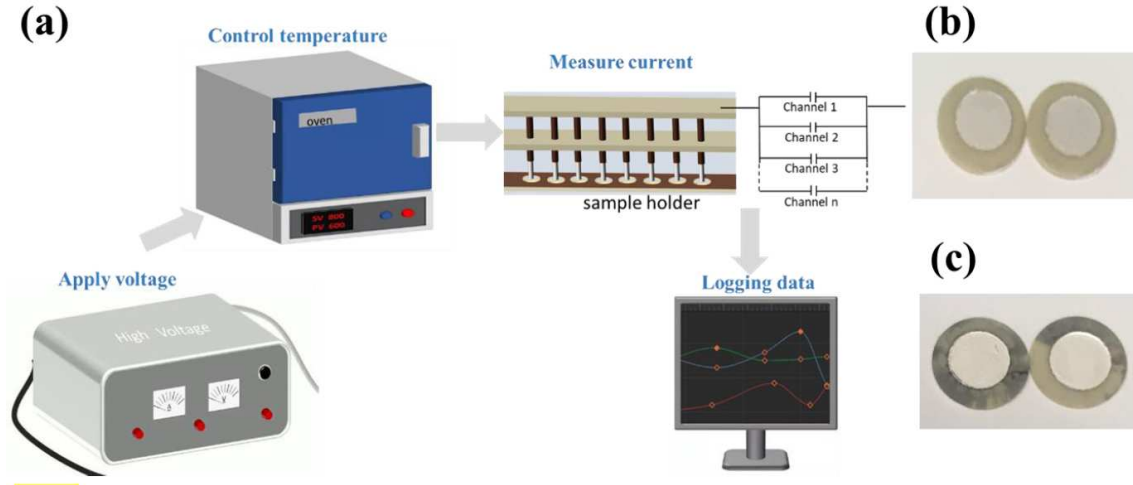 (a)
Control temperature
oven
SV 800
PV 600
Measure current
sample holder
Channel 1
Channel 2
Channel 3
Channel n
(b)
Apply voltage
High Voltage
V
Logging data
(c)